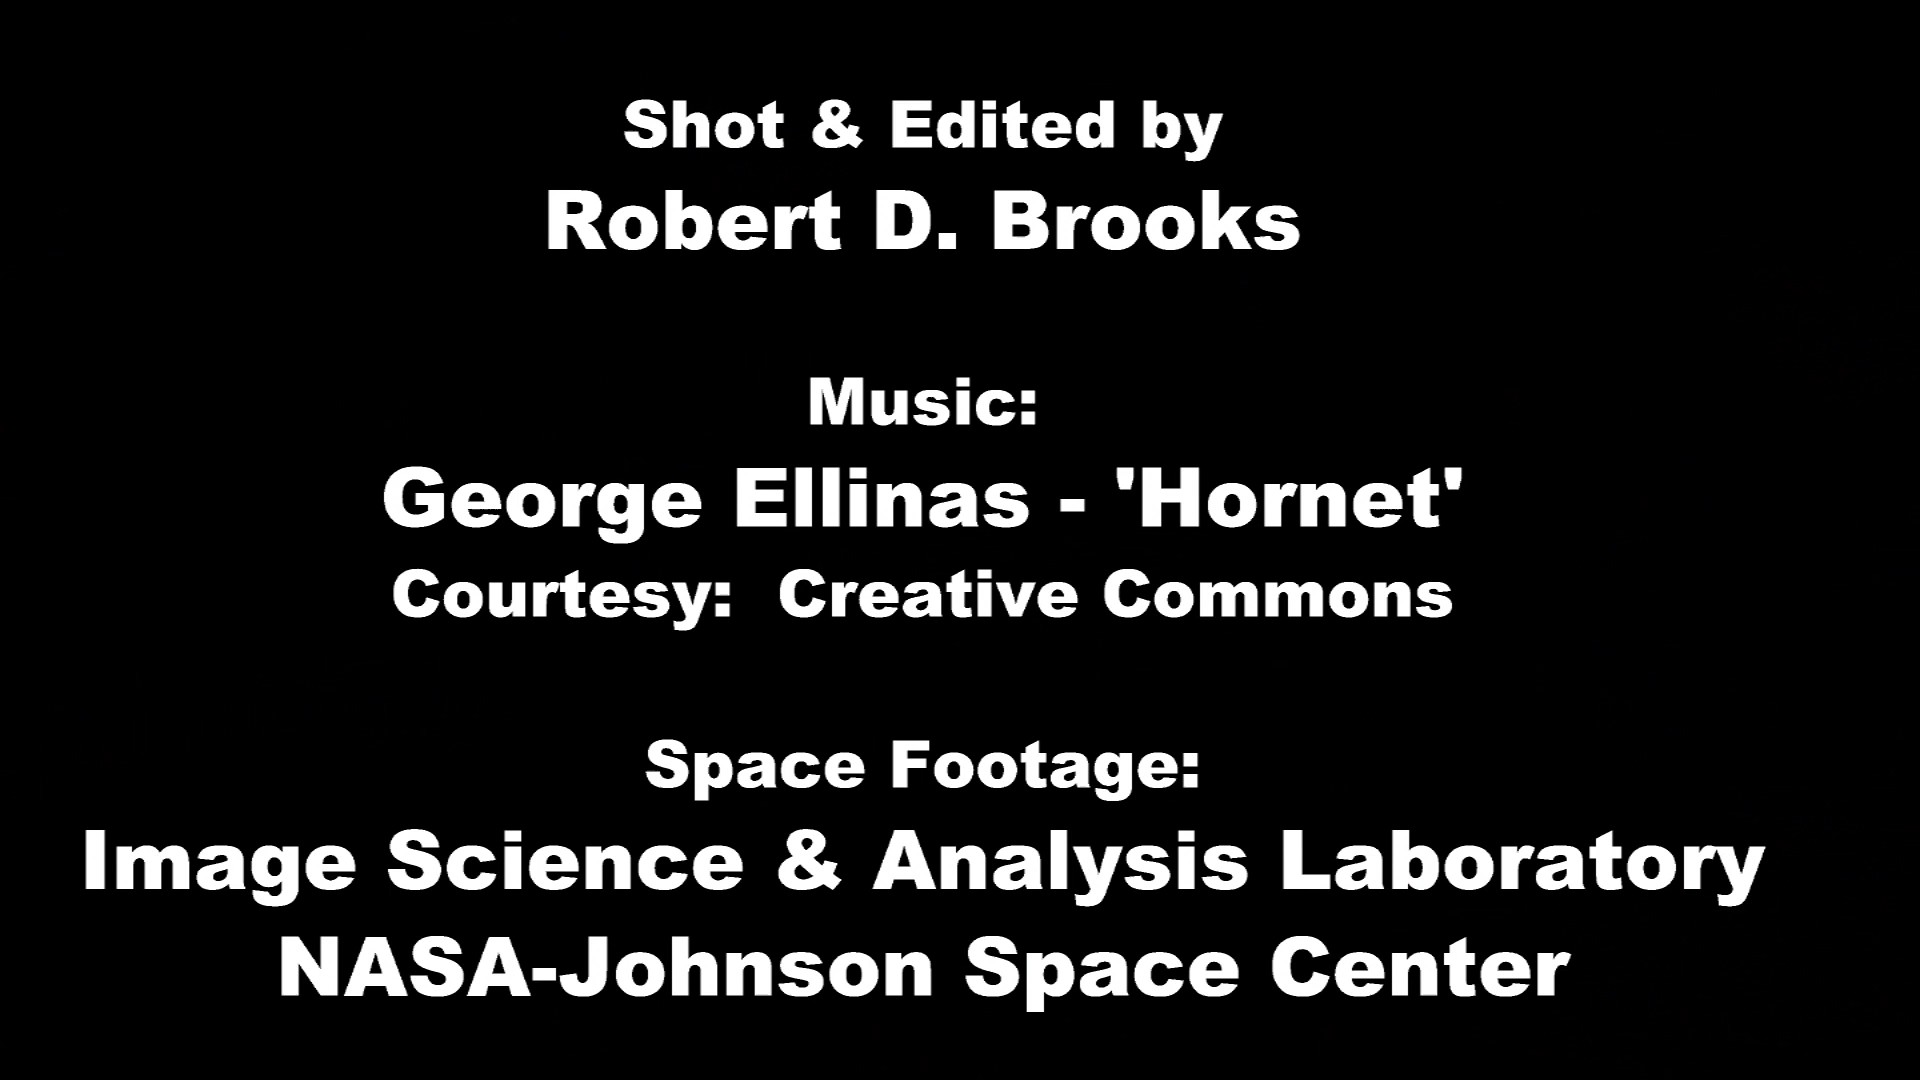 Shot & Edited by
Robert D. Brooks
Music:
George Ellinas - 'Hornet'
Courtesy:  Creative Commons
Space Footage:
Image Science & Analysis Laboratory
NASA-Johnson Space Center